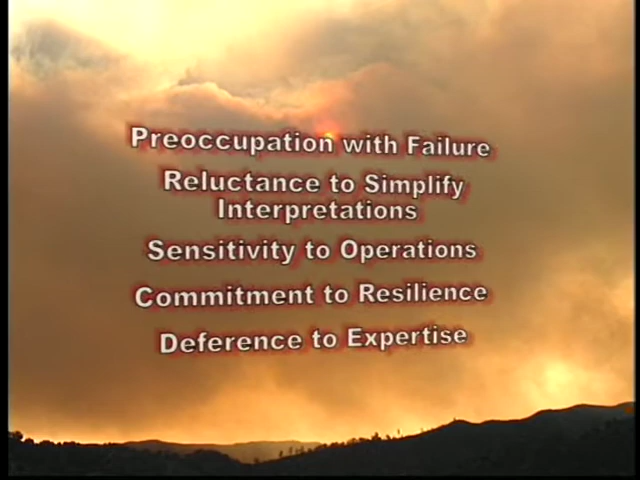 Preoccupation with Failure
Reluctance to Simplify
Interpretations
Sensitivity to Operations
Commitment to Resilience
Deference to Expertise